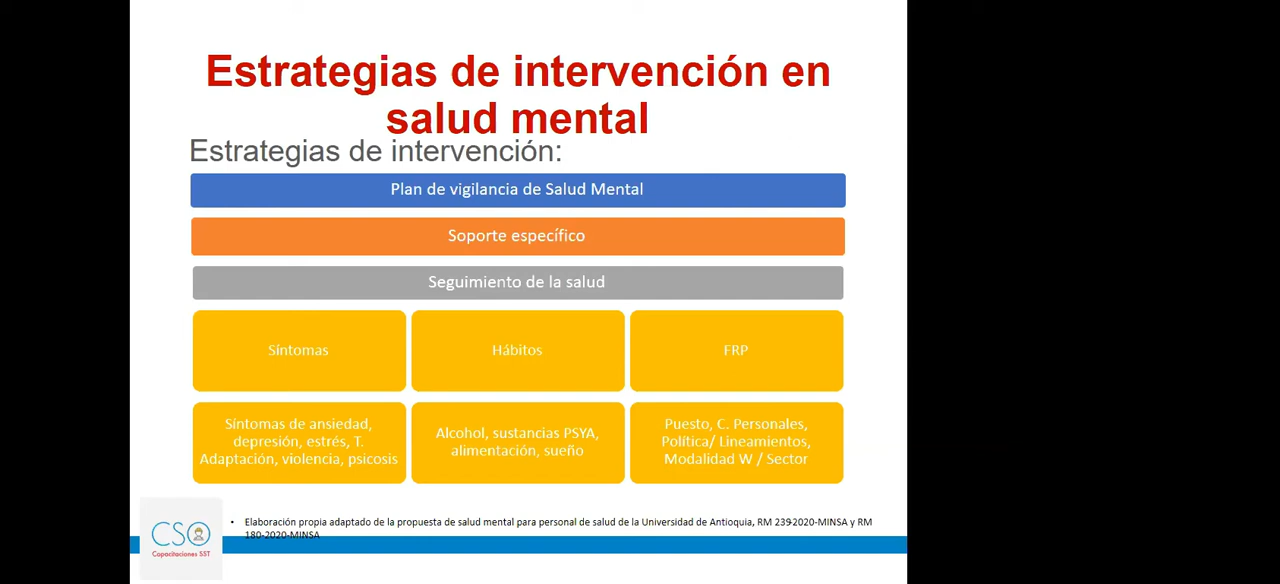 Estrategias de intervención en
salud mental
Estrategias de intervención:
Plan de vigilancia de Salud Mental
Soporte específico
Seguimiento de la salud
Síntomas
Hábitos
FRP
Síntomas de ansiedad,
depresión, estrés, T.
Adaptación, violencia, psicosis
Alcohol, sustancias PSYA,
alimentación, sueño
Puesto, C. Personales,
Política/ Lineamientos,
Modalidad W / Sector
• Elaboración propia adaptado de la propuesta de salud mental para personal de salud de la Universidad de Antioquia, RM 239-2020-MINSA y RM
180-2020-MINSA
CSO
Capacitaciones SST